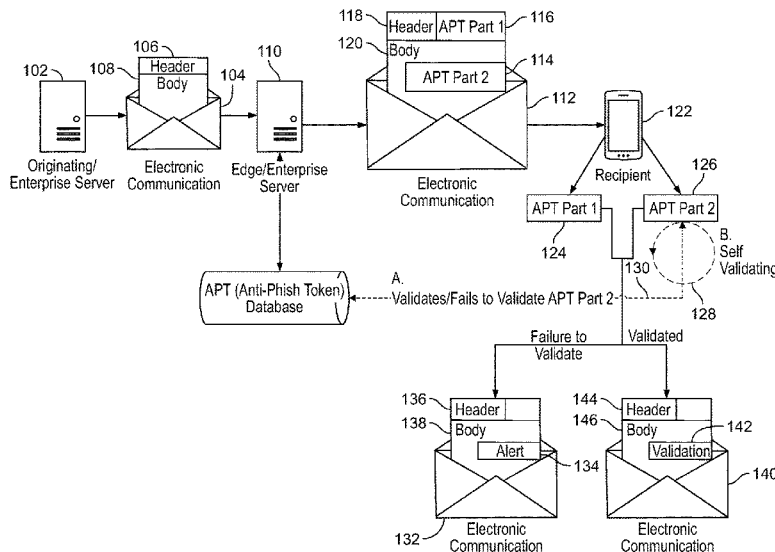 118
Header
APT Part 1
116
120
Body
APT Part 2
114
112
106
108
Header
Body
104
102
110
122
Originating/
Enterprise Server
Electronic
Communication
Edge/Enterprise
Server
Electronic
Communication
Recipient
126
APT Part 1
APT Part 2
124
B.
Self
Validating
130
128
APT (Anti-Phish Token)
Database
A.
Validates/Fails to Validate APT Part 2
Failure to
Validate
Validated
136
Header
138
Body
Alert
134
132
Electronic
Communication
144
Header
146
Body
142
Validation
140
Electronic
Communication